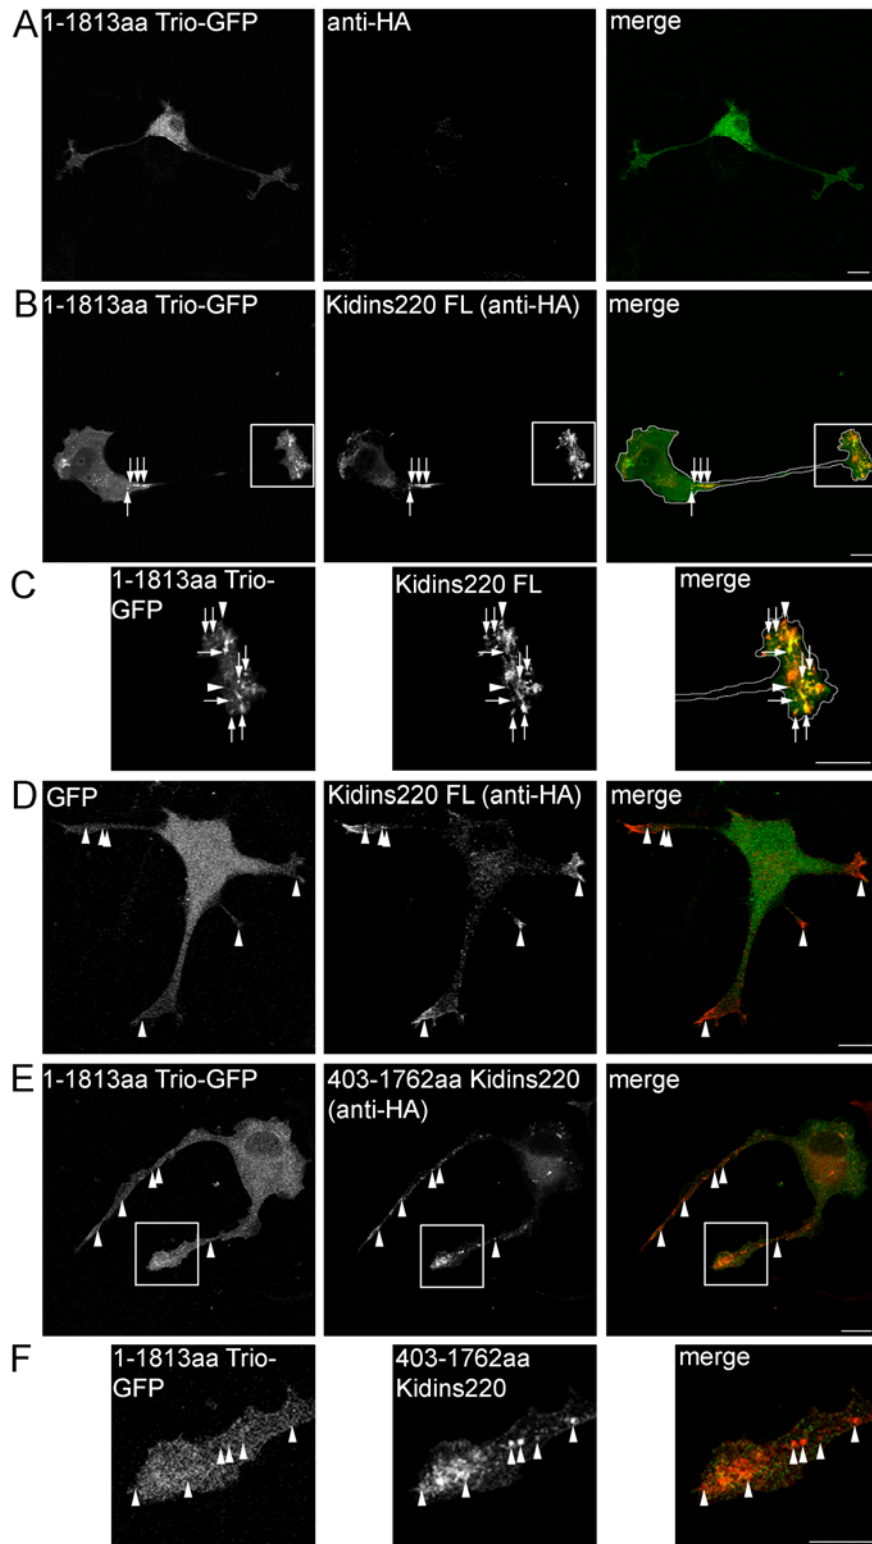 A
1-1813aa Trio-GFP
anti-HA
merge
B
1-1813aa Trio-GFP
Kidins220 FL (anti-HA)
merge
C
1-1813aa Trio-
GFP
Kidins220 FL
merge
D
GFP
Kidins220 FL (anti-HA)
merge
E
1-1813aa Trio-GFP
403-1762aa Kidins220
(anti-HA)
merge
F
1-1813aa Trio-
GFP
403-1762aa
Kidins220
merge